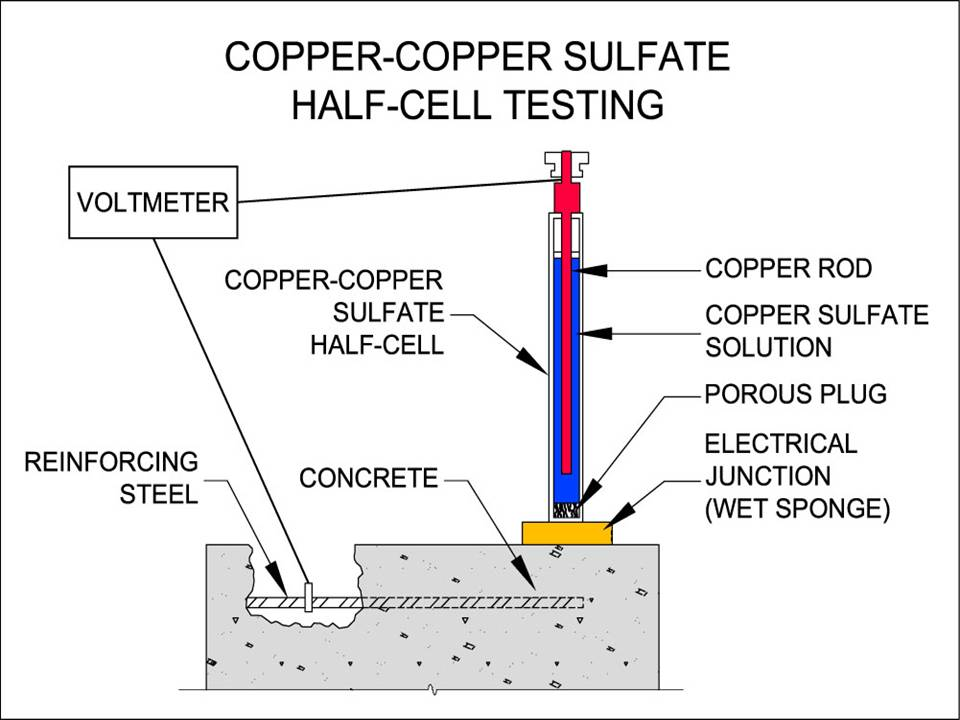 COPPER-COPPER SULFATE
HALF-CELL TESTING
VOLTMETER
COPPER-COPPER
SULFATE
HALF-CELL
COPPER ROD
COPPER SULFATE
SOLUTION
POROUS PLUG
ELECTRICAL
JUNCTION
(WET SPONGE)
REINFORCING
STEEL
CONCRETE